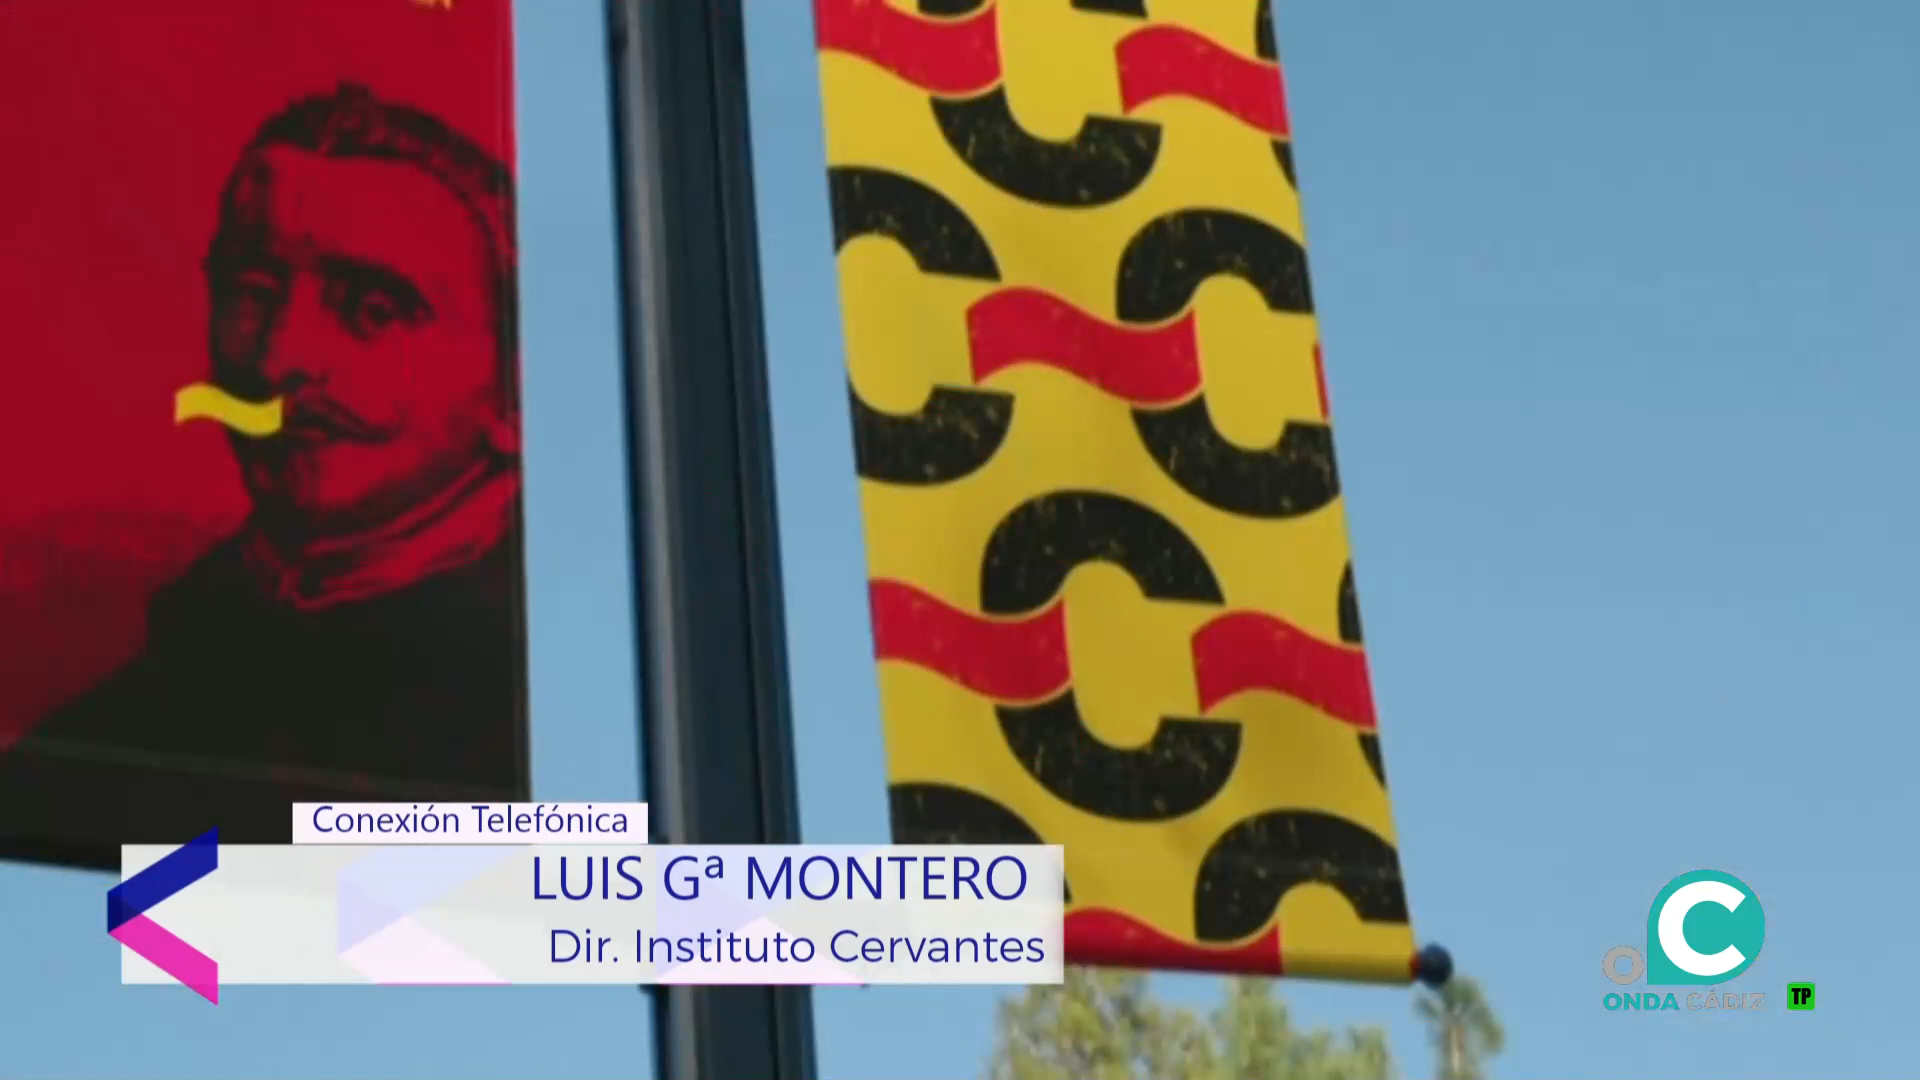 Conexión Telefónica
LUIS Gª MONTERO
Dir. Instituto Cervantes
ONDA CÁDIZ
TP